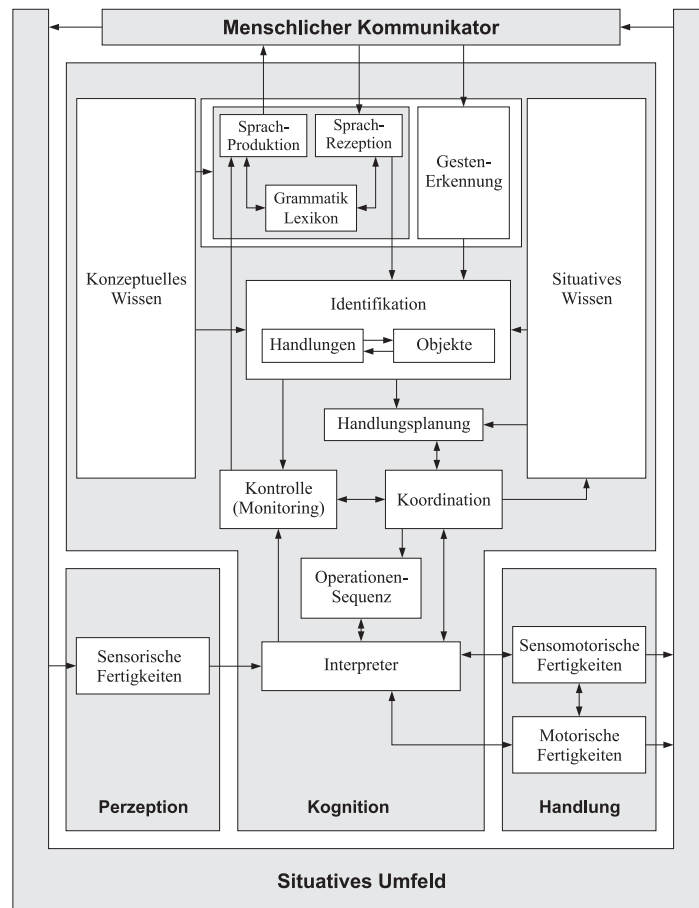 Menschlicher Kommunikator
Sprach-
Produktion
Sprach-
Rezeption
Grammatik
Lexikon
Gesten-
Erkennung
Konzeptuelles
Wissen
Situatives
Wissen
Identifikation
Handlungen
Objekte
Handlungsplanung
Kontrolle
(Monitoring)
Koordination
Operationen-
Sequenz
Sensorische
Fertigkeiten
Interpreter
Sensomotorische
Fertigkeiten
Motorische
Fertigkeiten
Perzeption
Kognition
Handlung
Situatives Umfeld